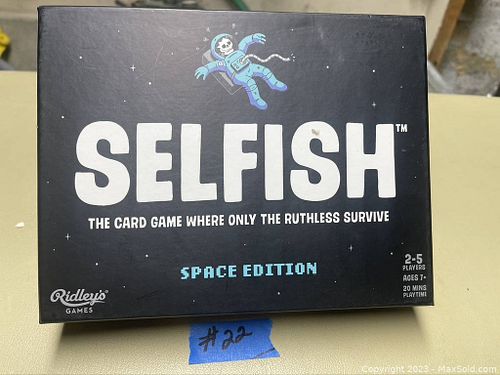 SELFISH™
THE CARD GAME WHERE ONLY THE RUTHLESS SURVIVE
SPACE EDITION
2-5
PLAYERS
AGES 7+
20 MINS
PLAYTIME
Ridley's®
GAMES
#22
Copyright 2023 - MaxSold.com